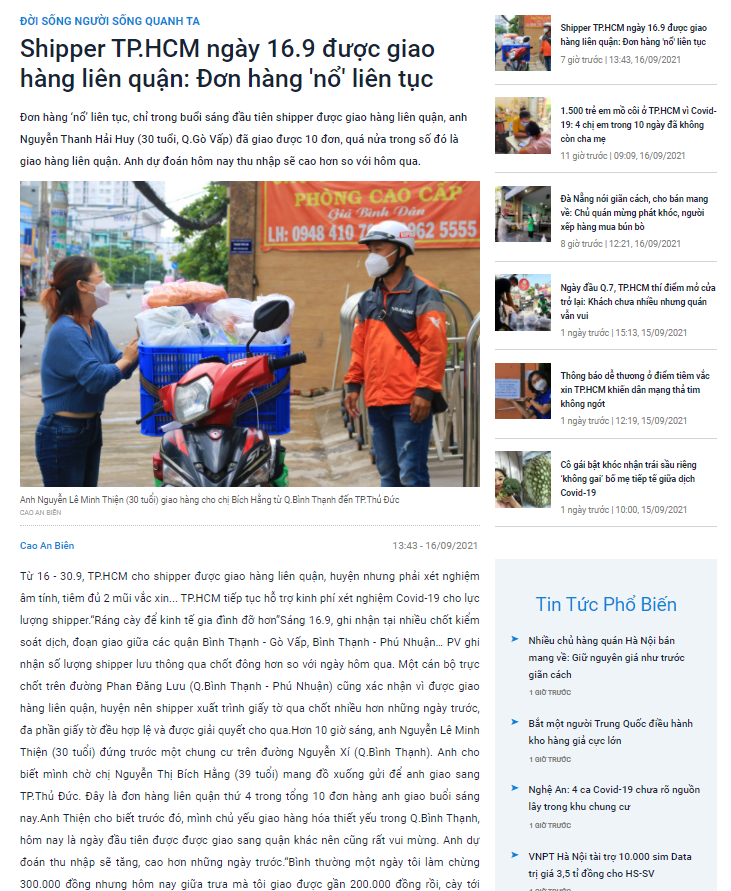 ĐỜI SỐNG NGƯỜI SỐNG QUANH TA
Shipper TP.HCM ngày 16.9 được giao
hàng liên quận: Đơn hàng 'nổ' liên tục
Đơn hàng ‘nổ’ liên tục, chỉ trong buổi sáng đầu tiên shipper được giao hàng liên quận, anh
Nguyễn Thanh Hải Huy (30 tuổi, Q.Gò Vấp) đã giao được 10 đơn, quá nửa trong số đó là
giao hàng liên quận. Anh dự đoán hôm nay thu nhập sẽ cao hơn so với hôm qua.
PHÒNG CAO CẤP
Giá Bình Dân
LH: 0948 410 962 5555
Anh Nguyễn Lê Minh Thiện (30 tuổi) giao hàng cho chị Bích Hằng từ Q.Bình Thạnh đến TP.Thủ Đức
CAO AN BIÊN
Cao An Biên
13:43 - 16/09/2021
Từ 16 - 30.9, TP.HCM cho shipper được giao hàng liên quận, huyện nhưng phải xét nghiệm
âm tính, tiêm đủ 2 mũi vắc xin... TP.HCM tiếp tục hỗ trợ kinh phí xét nghiệm Covid-19 cho lực
lượng shipper.“Ráng cày để kinh tế gia đình đỡ hơn”Sáng 16.9, ghi nhận tại nhiều chốt kiểm
soát dịch, đoạn giao giữa các quận Bình Thạnh - Gò Vấp, Bình Thạnh - Phú Nhuận... PV ghi
nhận số lượng shipper lưu thông qua chốt đông hơn so với ngày hôm qua. Một cán bộ trực
chốt trên đường Phan Đăng Lưu (Q.Bình Thạnh - Phú Nhuận) cũng xác nhận vì được giao
hàng liên quận, huyện nên shipper xuất trình giấy tờ qua chốt nhiều hơn những ngày trước,
đa phần giấy tờ đều hợp lệ và được giải quyết cho qua.Hơn 10 giờ sáng, anh Nguyễn Lê Minh
Thiện (30 tuổi) đứng trước một chung cư trên đường Nguyễn Xí (Q.Bình Thạnh). Anh cho
biết mình chờ chị Nguyễn Thị Bích Hằng (39 tuổi) mang đồ xuống gửi để anh giao sang
TP.Thủ Đức. Đây là đơn hàng liên quận thứ 4 trong tổng 10 đơn hàng anh giao buổi sáng
nay.Anh Thiện cho biết trước đó, mình chủ yếu giao hàng hóa thiết yếu trong Q.Bình Thạnh,
hôm nay là ngày đầu tiên được được giao sang quận khác nên cũng rất vui mừng. Anh dự
đoán thu nhập sẽ tăng, cao hơn những ngày trước.“Bình thường một ngày tôi làm chừng
300.000 đồng nhưng hôm nay giữa trưa mà tôi giao được gần 200.000 đồng rồi, cày tới
Shipper TP.HCM ngày 16.9 được giao
hàng liên quận: Đơn hàng 'nổ' liên tục
7 giờ trước | 13:43, 16/09/2021
1.500 trẻ em mồ côi ở TP.HCM vì Covid-
19: 4 chị em trong 10 ngày đã không
còn cha mẹ
11 giờ trước | 09:09, 16/09/2021
Đà Nẵng nới giãn cách, cho bán mang
về: Chủ quán mừng phát khóc, người
xếp hàng mua bún bò
8 giờ trước | 12:21, 16/09/2021
Ngày đầu Q.7, TP.HCM thí điểm mở cửa
trở lại: Khách chưa nhiều nhưng quán
vẫn vui
1 ngày trước | 15:13, 15/09/2021
Thông báo dễ thương ở điểm tiêm vắc
xin TP.HCM khiến dân mạng thả tim
không ngớt
1 ngày trước | 12:19, 15/09/2021
Cô gái bật khóc nhận trái sầu riêng
'không gai' bố mẹ tiếp tế giữa dịch
Covid-19
1 ngày trước | 10:00, 15/09/2021
Tin Tức Phổ Biến
Nhiều chủ hàng quán Hà Nội bán
mang về: Giữ nguyên giá như trước
giãn cách
1 GIỜ TRƯỚC
Bắt một người Trung Quốc điều hành
kho hàng giả cực lớn
1 GIỜ TRƯỚC
Nghệ An: 4 ca Covid-19 chưa rõ nguồn
lây trong khu chung cư
1 GIỜ TRƯỚC
VNPT Hà Nội tài trợ 10.000 sim Data
trị giá 3,5 tỉ đồng cho HS-SV
1 GIỜ TRƯỚC